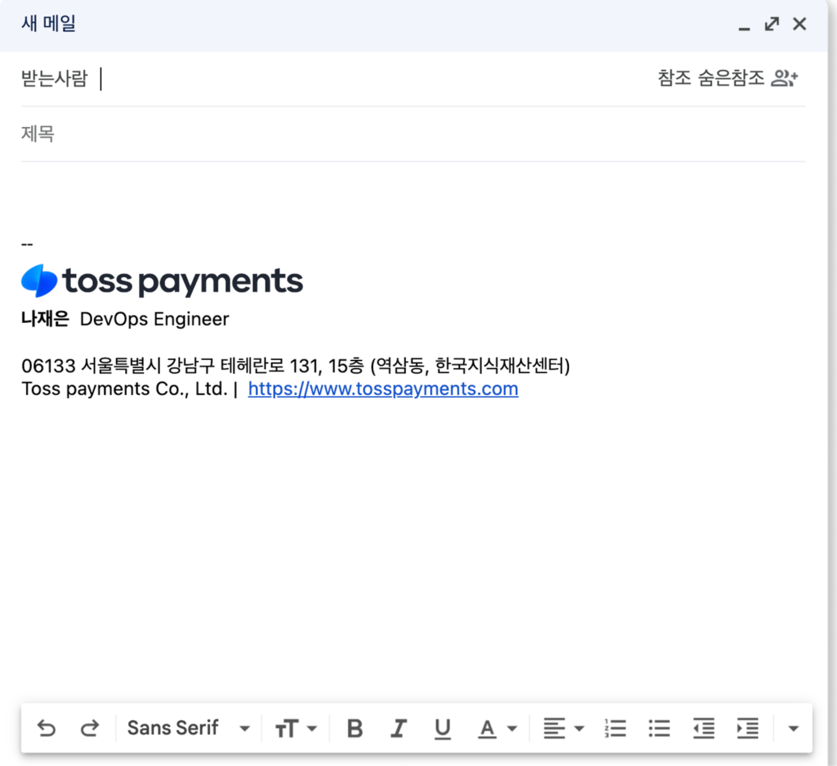 새 메일
받는사람 참조 숨은참조
제목
--
toss payments
나재은 DevOps Engineer
06133 서울특별시 강남구 테헤란로 131, 15층 (역삼동, 한국지식재산센터)
Toss payments Co., Ltd. | https://www.tosspayments.com
Sans Serif TT B I U A